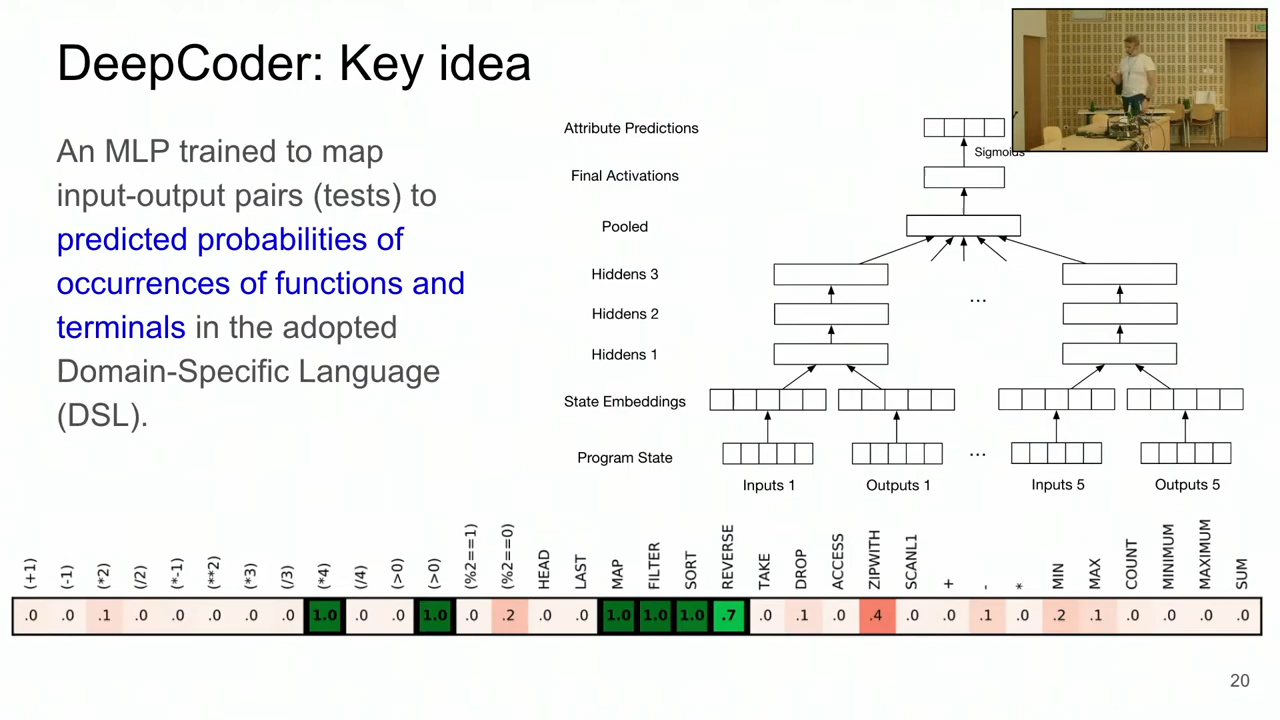 DeepCoder: Key idea
An MLP trained to map
input-output pairs (tests) to
predicted probabilities of
occurrences of functions and
terminals in the adopted
Domain-Specific Language
(DSL).
Attribute Predictions
Sigmoids
Final Activations
Pooled
Hiddens 3
...
Hiddens 2
Hiddens 1
State Embeddings
Program State
...
Inputs 1 Outputs 1 Inputs 5 Outputs 5
(+1) (-1) (*2) (/2) (*-1) (**2) (*3) (/3) (*4) (/4) (>0) (>0) (%2==1) (%2==0) HEAD LAST MAP FILTER SORT REVERSE TAKE DROP ACCESS ZIPWITH SCANL1 + - * MIN MAX COUNT MINIMUM MAXIMUM SUM
.0 .0 .1 .0 .0 .0 .0 .0 1.0 .0 .0 1.0 .0 .2 .0 .0 1.0 1.0 1.0 .7 .0 .1 .0 .4 .0 .0 .1 .0 .2 .1 .0 .0 .0 .0
20